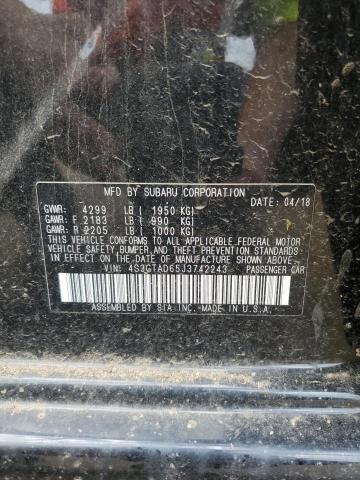 MFD BY SUBARU CORPORATION
GVWR: 4299 LB ( 1950 KG) DATE: 04/18
GAWR: F 2183 LB ( 990 KG)
GAWR: R 2205 LB ( 1000 KG)
THIS VEHICLE CONFORMS TO ALL APPLICABLE FEDERAL MOTOR
VEHICLE SAFETY, BUMPER, AND THEFT PREVENTION STANDARDS
IN EFFECT ON THE DATE OF MANUFACTURE SHOWN ABOVE.
VIN: 4S3GTAD65J3742243 PASSENGER CAR
ASSEMBLED BY SIA INC. MADE IN U.S.A.